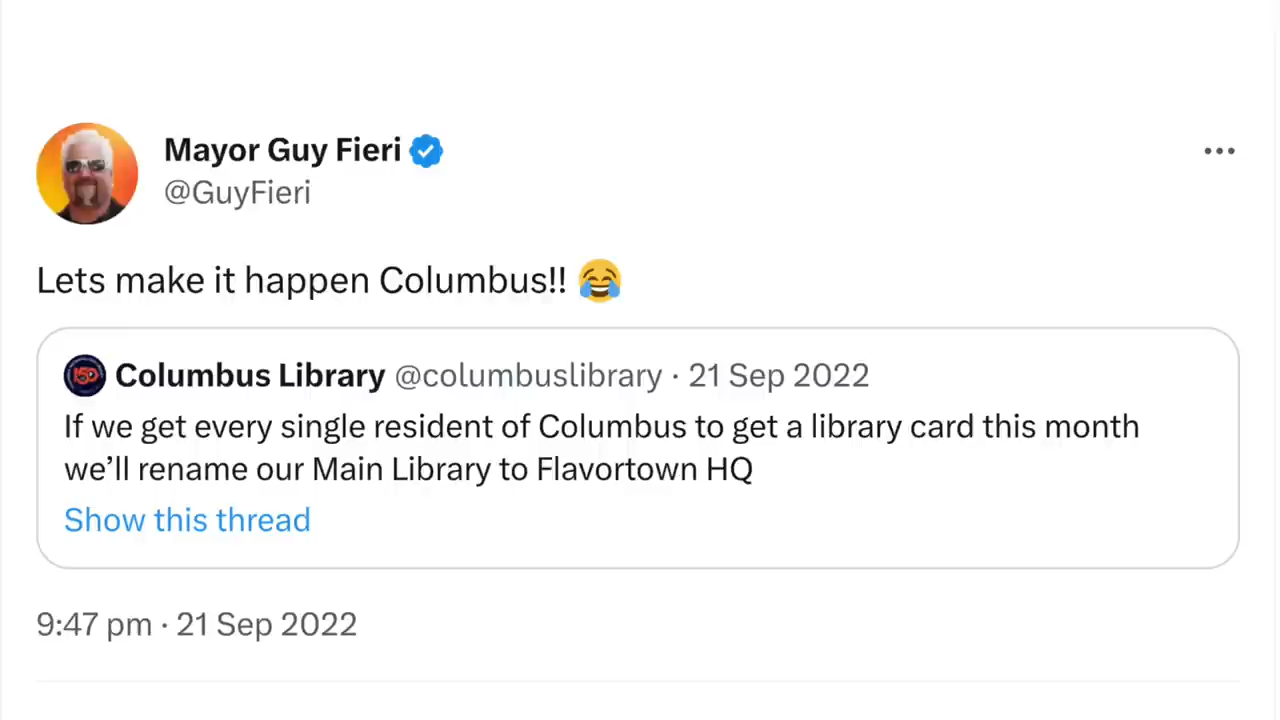 Mayor Guy Fieri
@GuyFieri
Lets make it happen Columbus!! 😂
Columbus Library @columbuslibrary · 21 Sep 2022
If we get every single resident of Columbus to get a library card this month
we’ll rename our Main Library to Flavortown HQ
Show this thread
9:47 pm · 21 Sep 2022